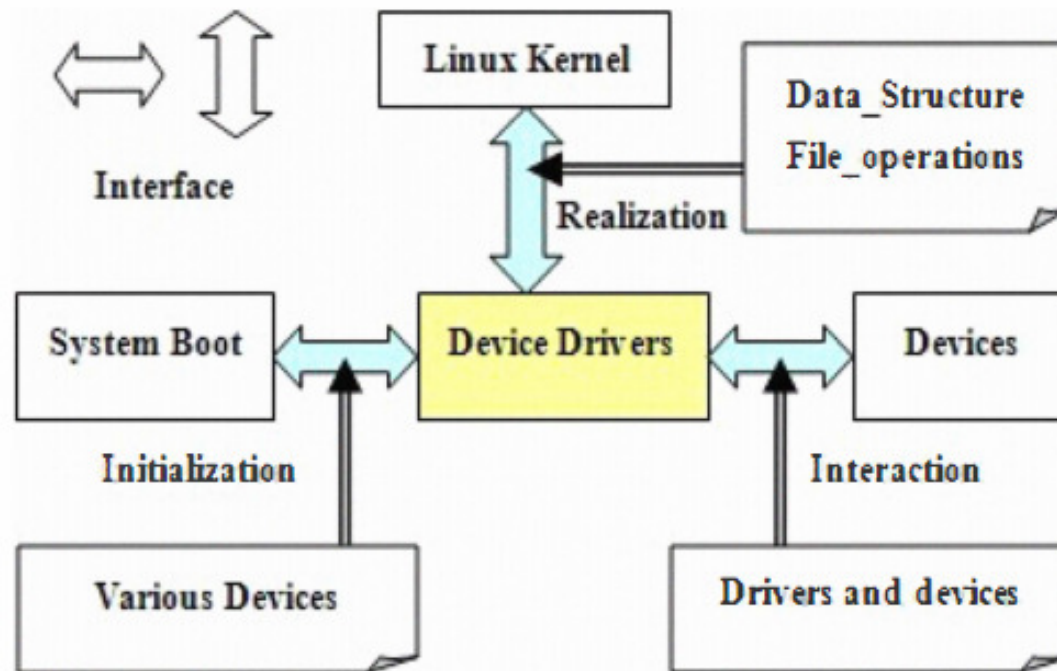 Linux Kernel
Data_Structure
File_operations
Interface
Realization
System Boot
Device Drivers
Devices
Initialization
Interaction
Various Devices
Drivers and devices